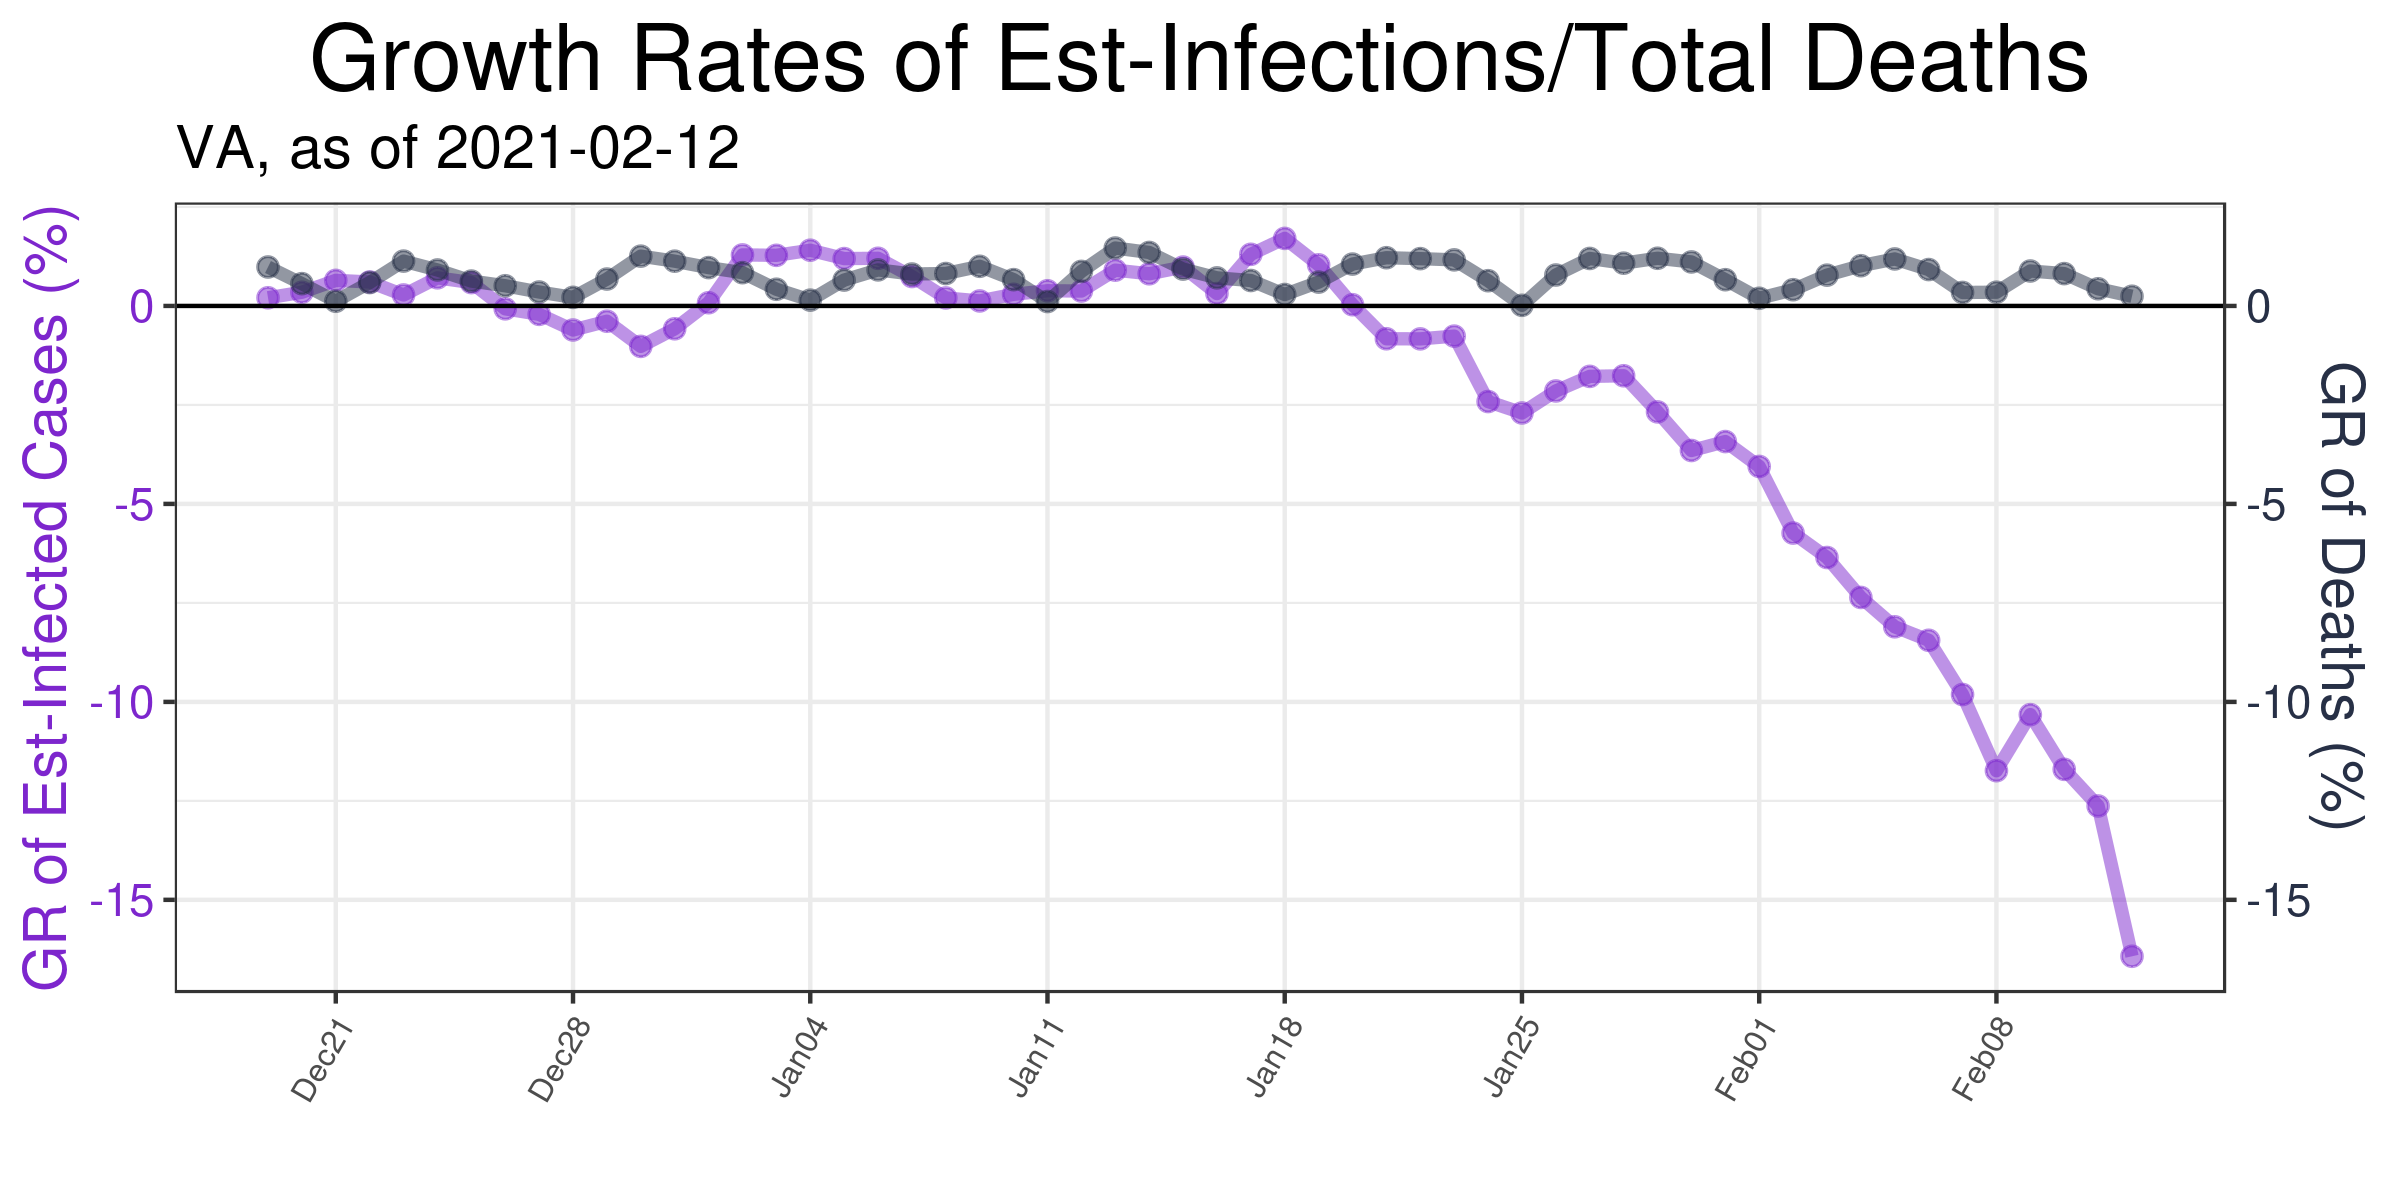 Growth Rates of Est-Infections/Total Deaths
VA, as of 2021-02-12
GR of Est-Infected Cases (%)
0
-5
-10
-15
0
-5
-10
-15
GR of Deaths (%)
Dec21
Dec28
Jan04
Jan11
Jan18
Jan25
Feb01
Feb08